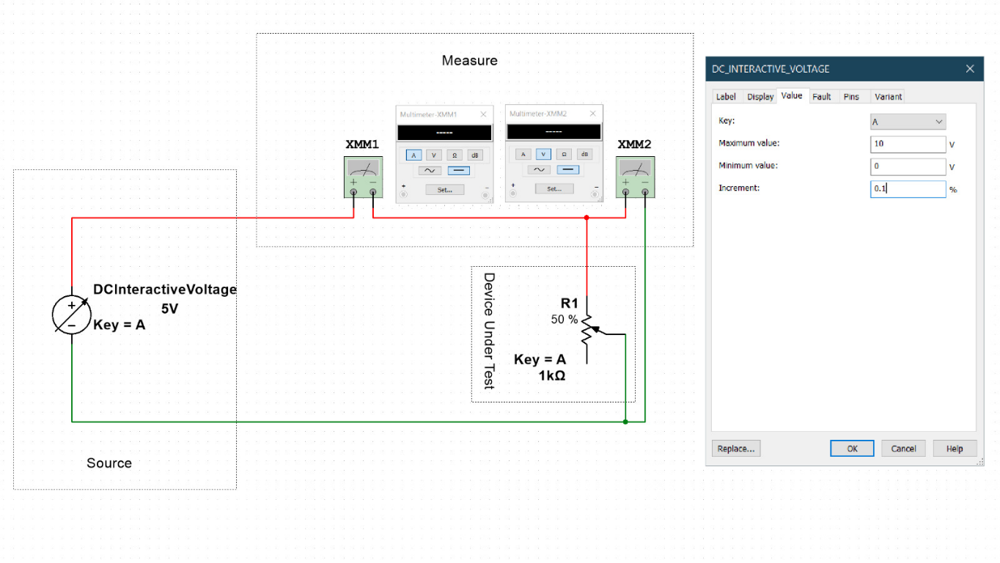 Measure
XMM1
Multimeter-XMM1
-----
A V Ω dB
+ -
Set...
Multimeter-XMM2
-----
A V Ω dB
+ -
Set...
XMM2
+ −
+ −
DCInteractiveVoltage
5V
Key = A
+
−
Device Under Test
R1
50 %
Key = A
1kΩ
Source
DC_INTERACTIVE_VOLTAGE
Label Display Value Fault Pins Variant
Key: A
Maximum value: 10 V
Minimum value: 0 V
Increment: 0.1 %
Replace... OK Cancel Help